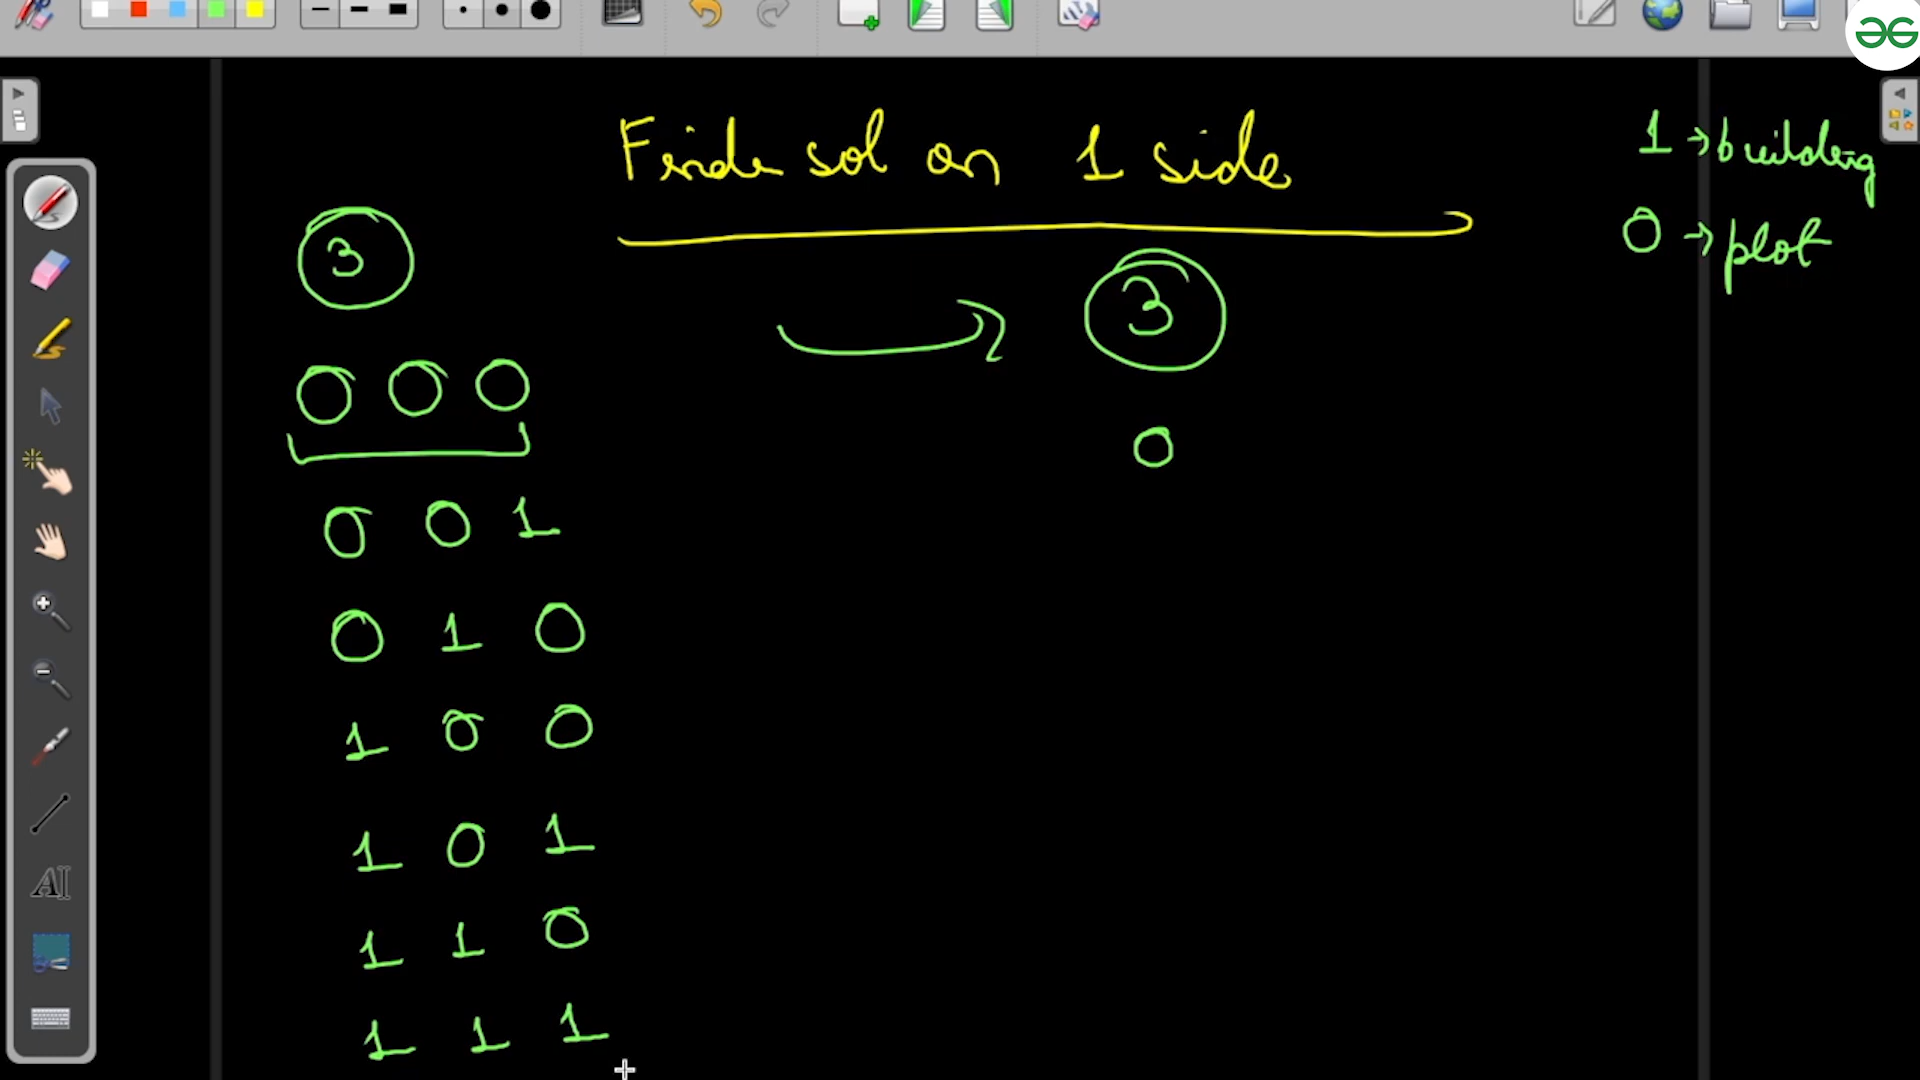 Finde sol on 1 side
1 → building
0 → plot
3
3
0 0 0
0
0 0 1
0 1 0
1 0 0
1 0 1
1 1 0
1 1 1